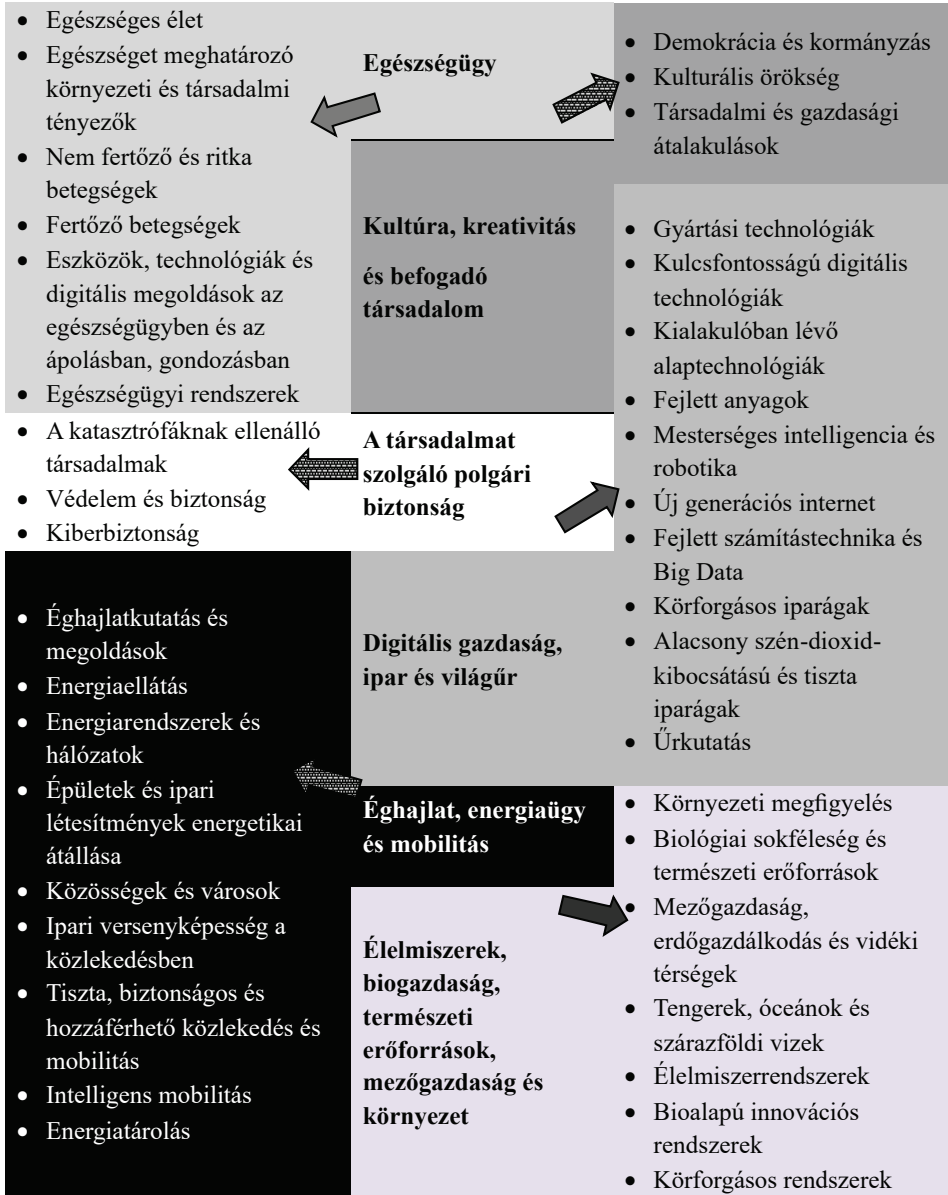 • Egészséges élet
• Egészséget meghatározó
környezeti és társadalmi
tényezők
• Nem fertőző és ritka
betegségek
• Fertőző betegségek
• Eszközök, technológiák és
digitális megoldások az
egészségügyben és az
ápolásban, gondozásban
• Egészségügyi rendszerek
Egészségügy
• Demokrácia és kormányzás
• Kulturális örökség
• Társadalmi és gazdasági
átalakulások
Kultúra, kreativitás
és befogadó
társadalom
• A katasztrófáknak ellenálló
társadalmak
• Védelem és biztonság
• Kiberbiztonság
A társadalmat
szolgáló polgári
biztonság
• Gyártási technológiák
• Kulcsfontosságú digitális
technológiák
• Kialakulóban lévő
alaptechnológiák
• Fejlett anyagok
• Mesterséges intelligencia és
robotika
• Új generációs internet
• Fejlett számítástechnika és
Big Data
• Körforgásos iparágak
• Alacsony szén-dioxid-
kibocsátású és tiszta
iparágak
• Űrkutatás
Digitális gazdaság,
ipar és világűr
• Éghajlatkutatás és
megoldások
• Energiaellátás
• Energiarendszerek és
hálózatok
• Épületek és ipari
létesítmények energetikai
átállása
• Közösségek és városok
• Ipari versenyképesség a
közlekedésben
• Tiszta, biztonságos és
hozzáférhető közlekedés és
mobilitás
• Intelligens mobilitás
• Energiatárolás
Éghajlat, energiaügy
és mobilitás
Élelmiszerek,
biogazdaság,
természeti
erőforrások,
mezőgazdaság és
környezet
• Környezeti megfigyelés
• Biológiai sokféleség és
természeti erőforrások
• Mezőgazdaság,
erdőgazdálkodás és vidéki
térségek
• Tengerek, óceánok és
szárazföldi vizek
• Élelmiszerrendszerek
• Bioalapú innovációs
rendszerek
• Körforgásos rendszerek